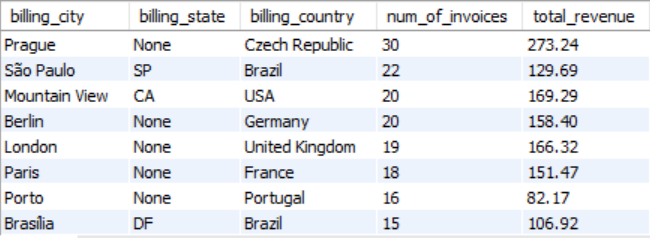 billing_city billing_state billing_country num_of_invoices total_revenue
Prague None Czech Republic 30 273.24
São Paulo SP Brazil 22 129.69
Mountain View CA USA 20 169.29
Berlin None Germany 20 158.40
London None United Kingdom 19 166.32
Paris None France 18 151.47
Porto None Portugal 16 82.17
Brasília DF Brazil 15 106.92